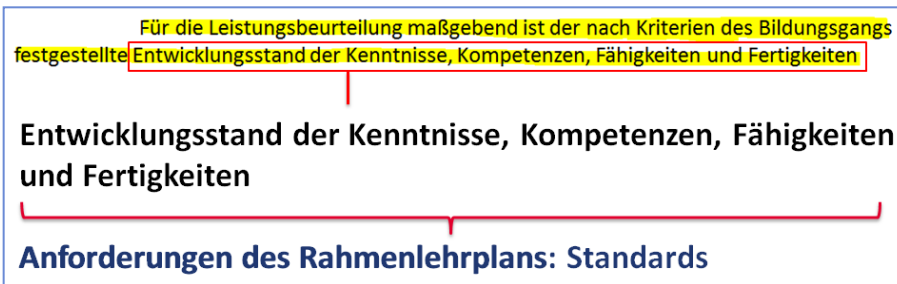 Für die Leistungsbeurteilung maßgebend ist der nach Kriterien des Bildungsgangs
festgestellte Entwicklungsstand der Kenntnisse, Kompetenzen, Fähigkeiten und Fertigkeiten
Entwicklungsstand der Kenntnisse, Kompetenzen, Fähigkeiten
und Fertigkeiten
Anforderungen des Rahmenlehrplans: Standards